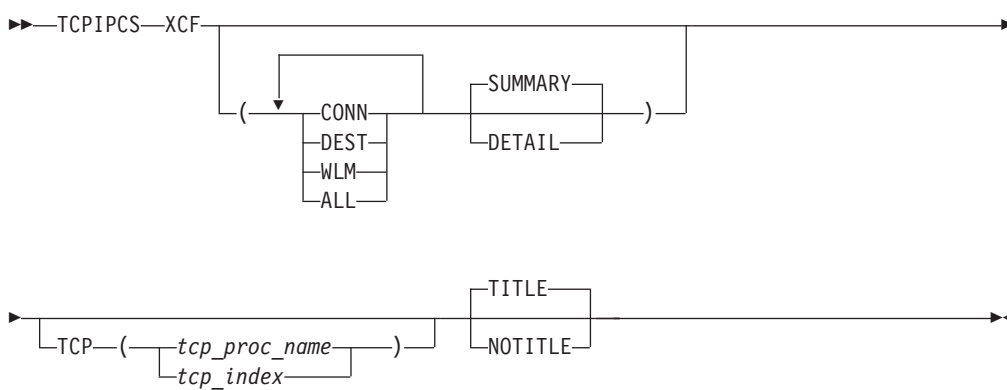 TCPIPCS XCF
SUMMARY
( CONN )
DEST DETAIL
WLM
ALL
TITLE
TCP ( tcp_proc_name ) NOTITLE
tcp_index